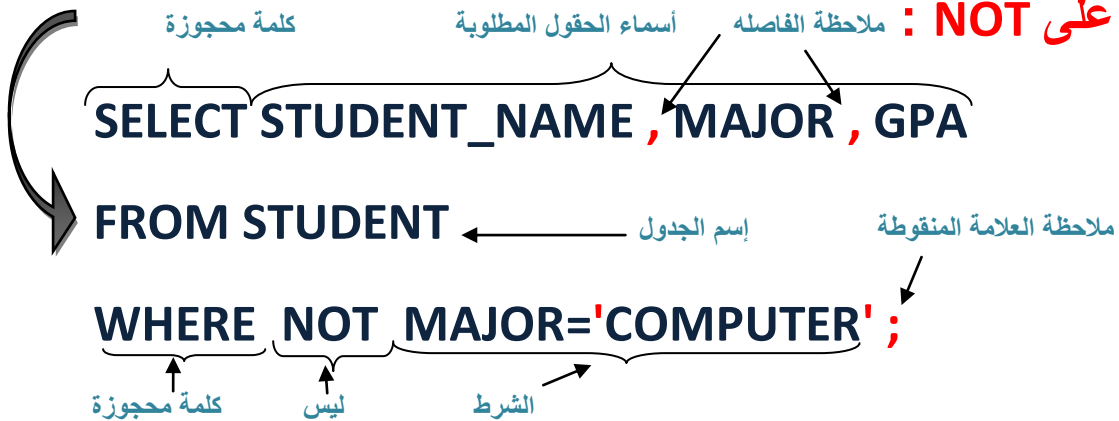 على NOT :
ملاحظة الفاصله
أسماء الحقول المطلوبة
كلمة محجوزة
SELECT STUDENT_NAME , MAJOR , GPA
FROM STUDENT
إسم الجدول
ملاحظة العلامة المنقوطة
WHERE NOT MAJOR='COMPUTER' ;
كلمة محجوزة
ليس
الشرط